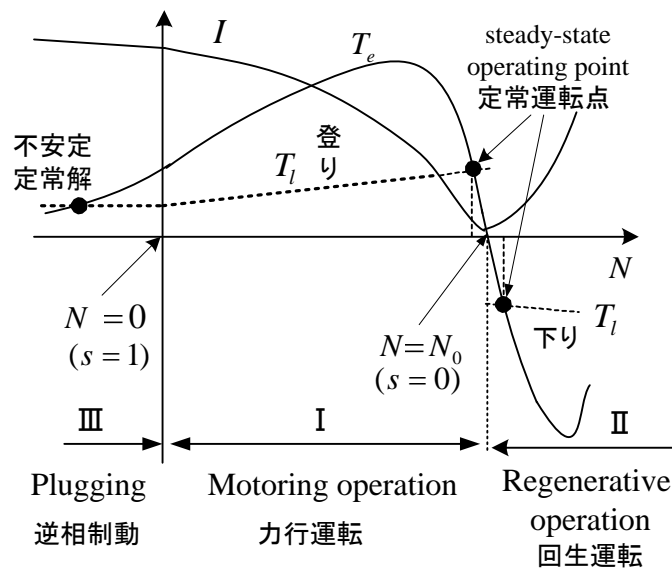 I
T_e
steady-state
operating point
定常運転点
不安定
定常解
登
り
T_l
N
N = 0
(s = 1)
N = N_0
(s = 0)
T_l
下り
Ⅲ
Ⅰ
Ⅱ
Plugging
逆相制動
Motoring operation
力行運転
Regenerative
operation
回生運転